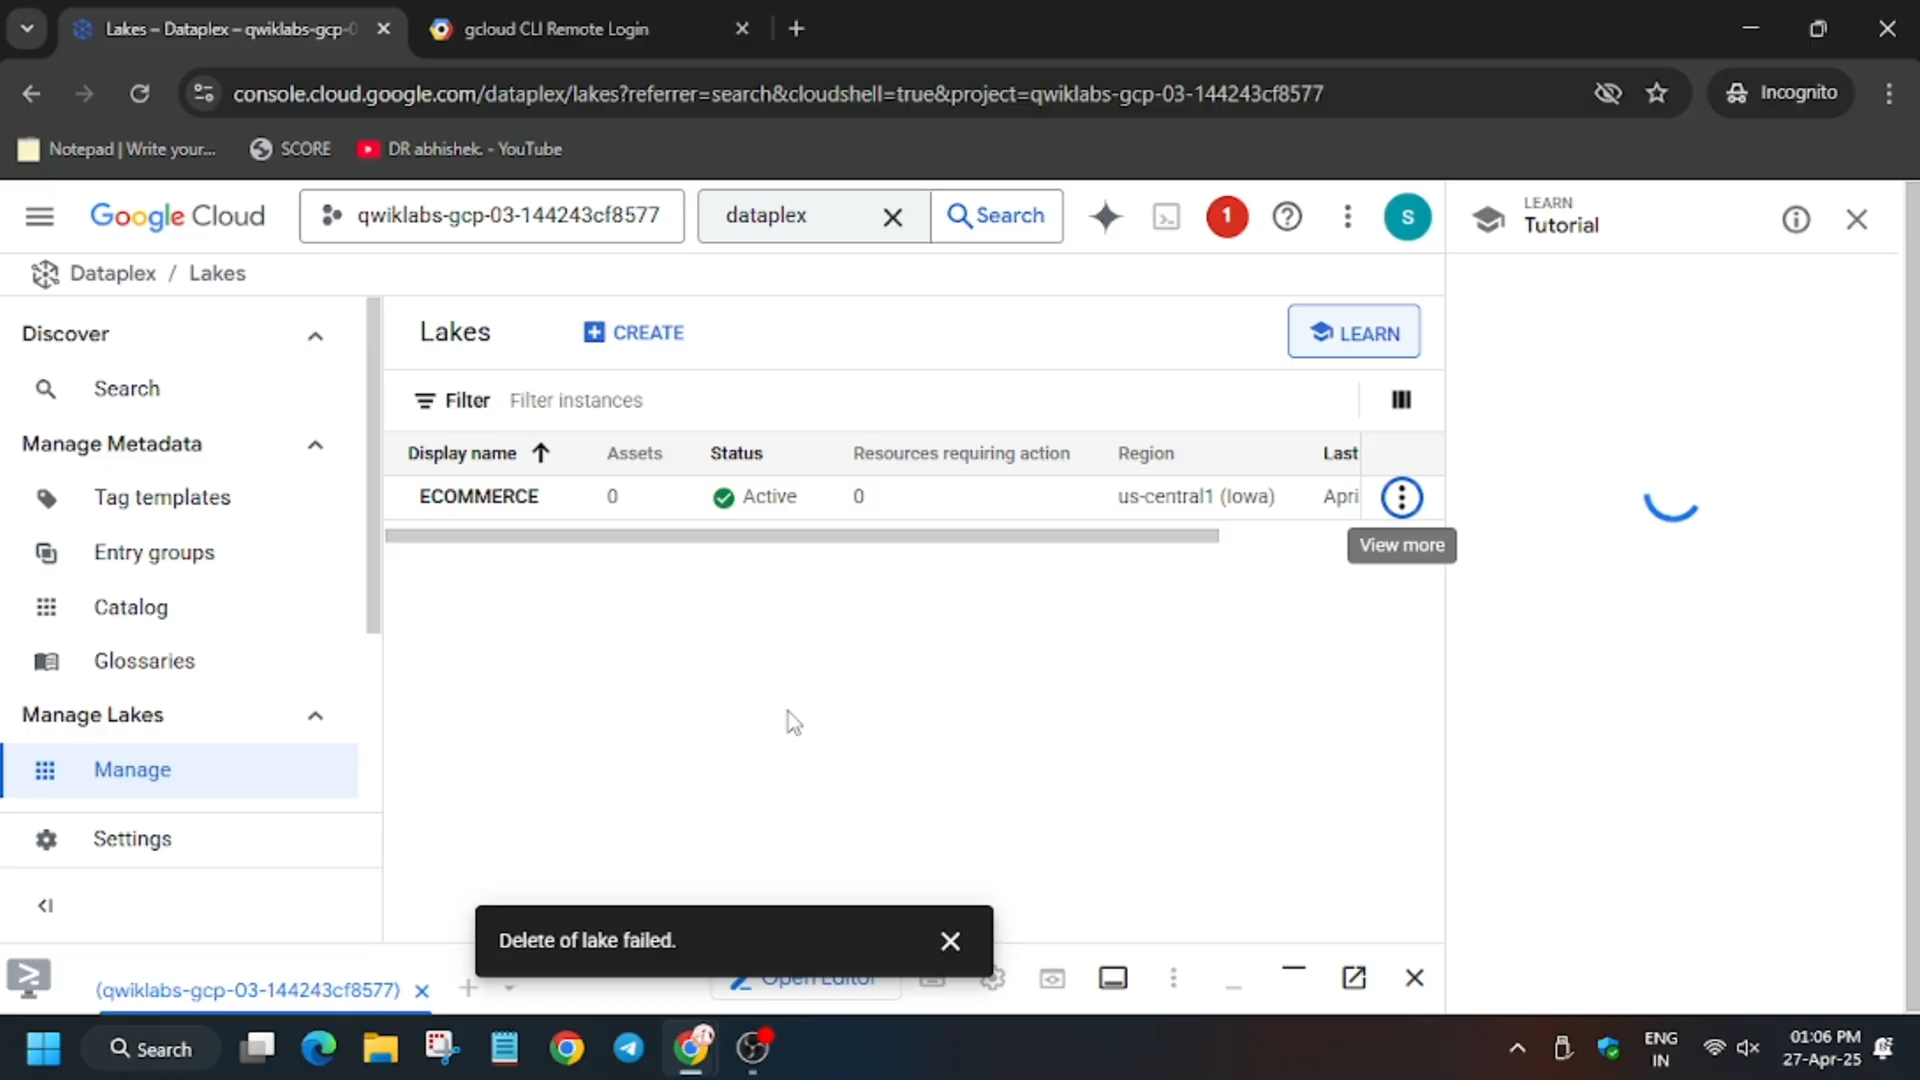 Lakes – Dataplex – qwiklabs-gcp-0
gcloud CLI Remote Login
console.cloud.google.com/dataplex/lakes?referrer=search&cloudshell=true&project=qwiklabs-gcp-03-144243cf8577
Incognito
Notepad | Write your...
SCORE
DR abhishek. - YouTube
Google Cloud
qwiklabs-gcp-03-144243cf8577
dataplex
Search
1
S
LEARN
Tutorial
Dataplex / Lakes
Discover
Search
Manage Metadata
Tag templates
Entry groups
Catalog
Glossaries
Manage Lakes
Manage
Settings
Lakes
CREATE
LEARN
Filter Filter instances
Display name Assets Status Resources requiring action Region Last
ECOMMERCE 0 Active 0 us-central1 (Iowa) Apri
View more
Delete of lake failed.
(qwiklabs-gcp-03-144243cf8577)
Open Editor
Search
ENG
IN
01:06 PM
27-Apr-25